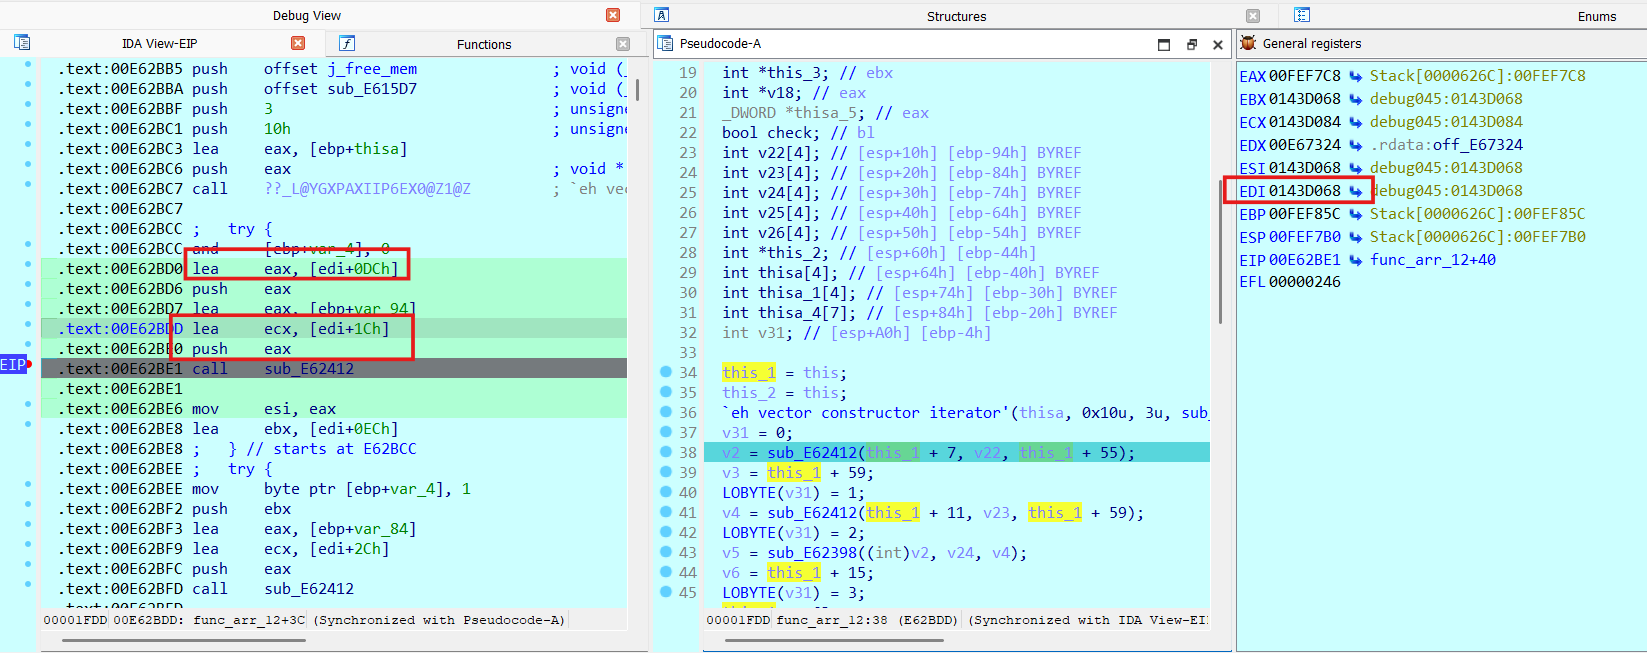 Debug View
Structures
Enums
IDA View-EIP
Functions
Pseudocode-A
General registers
.text:00E62BB5 push    offset j_free_mem               ; void (_
.text:00E62BBA push    offset sub_E615D7               ; void (_
.text:00E62BBF push    3                               ; unsigne
.text:00E62BC1 push    10h                             ; unsigne
.text:00E62BC3 lea     eax, [ebp+thisa]
.text:00E62BC6 push    eax                             ; void *
.text:00E62BC7 call    ??_L@YGXPAXIIP6EX0@Z1@Z         ; `eh vec
.text:00E62BC7
.text:00E62BCC ;   try {
.text:00E62BCC and     [ebp+var_4], 0
.text:00E62BD0 lea     eax, [edi+0DCh]
.text:00E62BD6 push    eax
.text:00E62BD7 lea     eax, [ebp+var_94]
.text:00E62BDD lea     ecx, [edi+1Ch]
.text:00E62BE0 push    eax
EIP .text:00E62BE1 call    sub_E62412
.text:00E62BE1
.text:00E62BE6 mov     esi, eax
.text:00E62BE8 lea     ebx, [edi+0ECh]
.text:00E62BE8 ;   } // starts at E62BCC
.text:00E62BEE ;   try {
.text:00E62BEE mov     byte ptr [ebp+var_4], 1
.text:00E62BF2 push    ebx
.text:00E62BF3 lea     eax, [ebp+var_84]
.text:00E62BF9 lea     ecx, [edi+2Ch]
.text:00E62BFC push    eax
.text:00E62BFD call    sub_E62412
00001FDD 00E62BDD: func_arr_12+3C (Synchronized with Pseudocode-A)
19 int *this_3; // ebx
20 int *v18; // eax
21 _DWORD *thisa_5; // eax
22 bool check; // bl
23 int v22[4]; // [esp+10h] [ebp-94h] BYREF
24 int v23[4]; // [esp+20h] [ebp-84h] BYREF
25 int v24[4]; // [esp+30h] [ebp-74h] BYREF
26 int v25[4]; // [esp+40h] [ebp-64h] BYREF
27 int v26[4]; // [esp+50h] [ebp-54h] BYREF
28 int *this_2; // [esp+60h] [ebp-44h]
29 int thisa[4]; // [esp+64h] [ebp-40h] BYREF
30 int thisa_1[4]; // [esp+74h] [ebp-30h] BYREF
31 int thisa_4[7]; // [esp+84h] [ebp-20h] BYREF
32 int v31; // [esp+A0h] [ebp-4h]
33
34 this_1 = this;
35 this_2 = this;
36 `eh vector constructor iterator'(thisa, 0x10u, 3u, sub_
37 v31 = 0;
38 v2 = sub_E62412(this_1 + 7, v22, this_1 + 55);
39 v3 = this_1 + 59;
40 LOBYTE(v31) = 1;
41 v4 = sub_E62412(this_1 + 11, v23, this_1 + 59);
42 LOBYTE(v31) = 2;
43 v5 = sub_E62398((int)v2, v24, v4);
44 v6 = this_1 + 15;
45 LOBYTE(v31) = 3;
00001FDD func_arr_12:38 (E62BDD) (Synchronized with IDA View-EI
EAX 00FEF7C8 Stack[0000626C]:00FEF7C8
EBX 0143D068 debug045:0143D068
ECX 0143D084 debug045:0143D084
EDX 00E67324 .rdata:off_E67324
ESI 0143D068 debug045:0143D068
EDI 0143D068 debug045:0143D068
EBP 00FEF85C Stack[0000626C]:00FEF85C
ESP 00FEF7B0 Stack[0000626C]:00FEF7B0
EIP 00E62BE1 func_arr_12+40
EFL 00000246